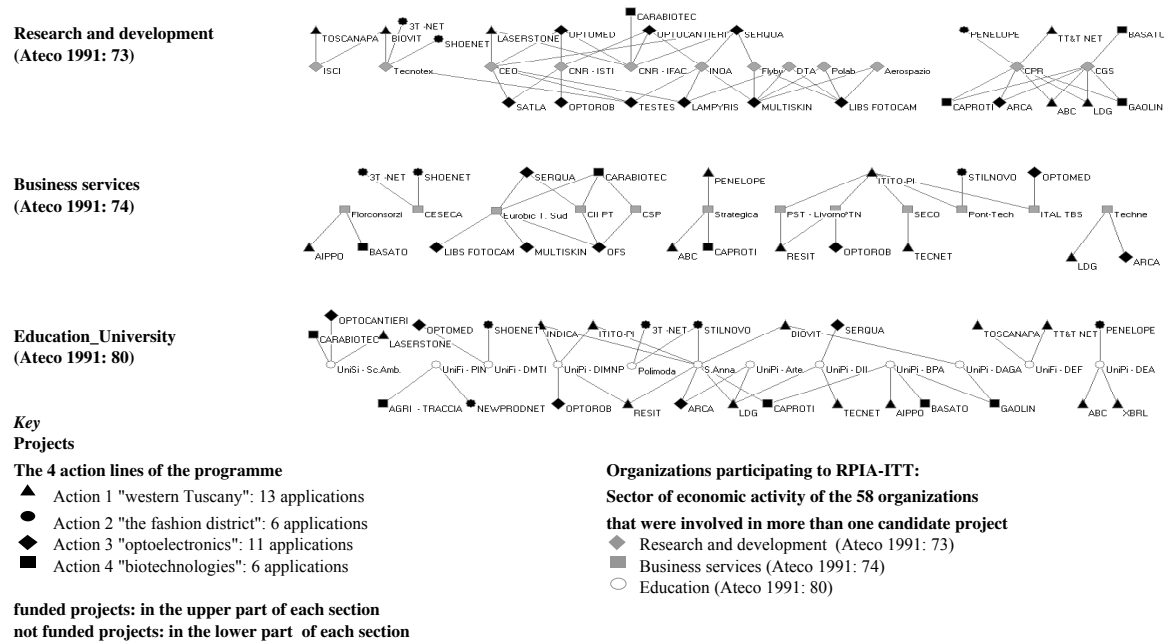 CARABIOTEC
Research and development
(Ateco 1991: 73)
TOSCANAPA 3T -NET BIOVIT SHOENET LASERSTONE OPTOMED OPTOCANTIERI SERQUA PENELOPE TT&T NET BASATO
ISCI Tecnotex CEO CNR - ISTI CNR - IFAC INOA Flyby DTA Polab. Aerospazio CPR CGS
SATLA OPTOROB TESTES LAMPYRIS MULTISKIN LIBS FOTOCAM CAPROTI ARCA ABC LDG GAOLIN
Business services
(Ateco 1991: 74)
3T -NET SHOENET SERQUA CARABIOTEC PENELOPE ITITO-PI STILNOVO OPTOMED
Florconsorzi CESECA Eurobic T. Sud CII PT CSP Strategica PST - Livorno TN SECO Pont-Tech ITAL TBS Techne
AIPPO BASATO LIBS FOTOCAM MULTISKIN OFS ABC CAPROTI RESIT OPTOROB TECNET LDG ARCA
Education_University
(Ateco 1991: 80)
OPTOCANTIERI CARABIOTEC LASERSTONE OPTOMED SHOENET INDICA ITITO-PI 3T -NET STILNOVO BIOVIT SERQUA TOSCANAPA TT&T NET PENELOPE
UniSi - Sc.Amb. UniFi - PIN UniFi - DMTI UniPi - DIMNP Polimoda S.Anna UniPi - Arte UniPi - DII UniPi - BPA UniPi - DAGA UniFi - DEF UniPi - DEA
AGRI - TRACCIA NEWPRODNET OPTOROB RESIT ARCA LDG CAPROTI TECNET AIPPO BASATO GAOLIN ABC XBRL
Key
Projects
The 4 action lines of the programme
Action 1 "western Tuscany": 13 applications
Action 2 "the fashion district": 6 applications
Action 3 "optoelectronics": 11 applications
Action 4 "biotechnologies": 6 applications
funded projects: in the upper part of each section
not funded projects: in the lower part of each section
Organizations participating to RPIA-ITT:
Sector of economic activity of the 58 organizations
that were involved in more than one candidate project
Research and development (Ateco 1991: 73)
Business services (Ateco 1991: 74)
Education (Ateco 1991: 80)